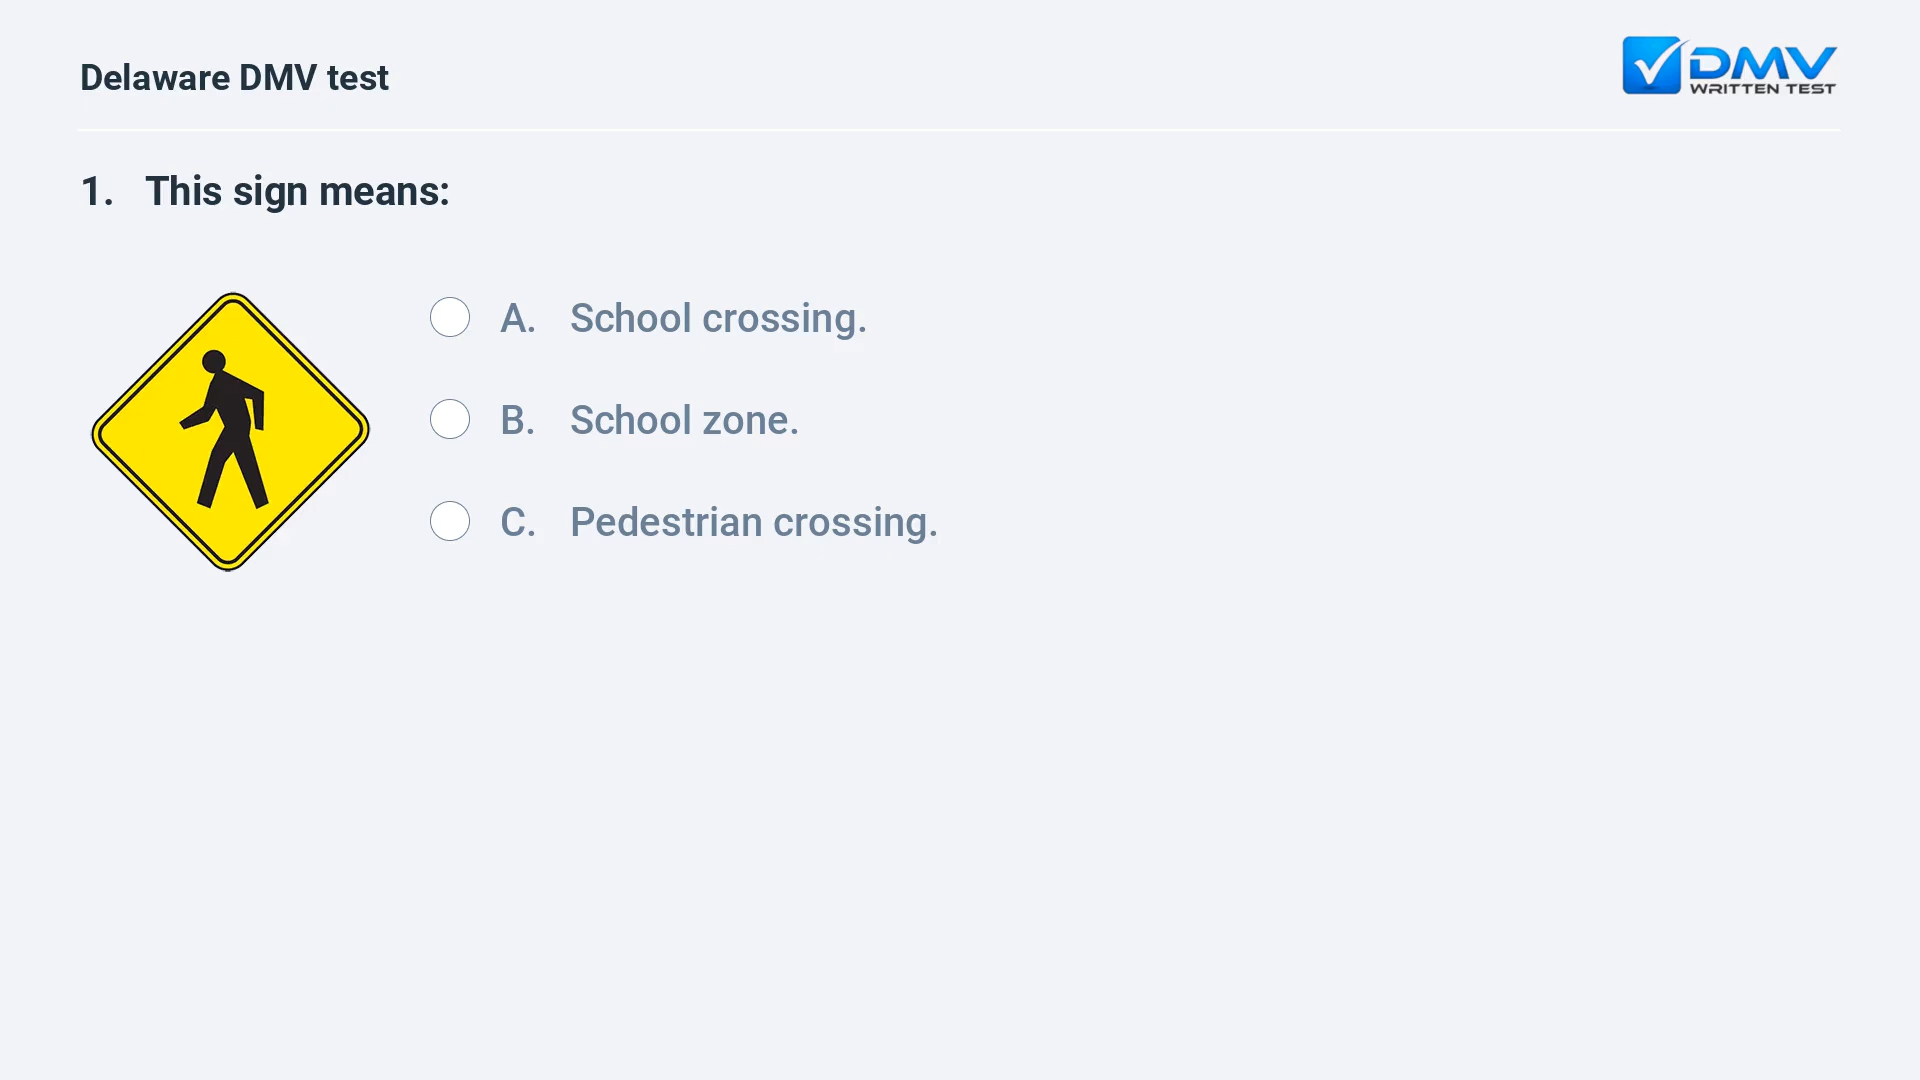 Delaware DMV test
DMV
WRITTEN TEST
1. This sign means:
A. School crossing.
B. School zone.
C. Pedestrian crossing.